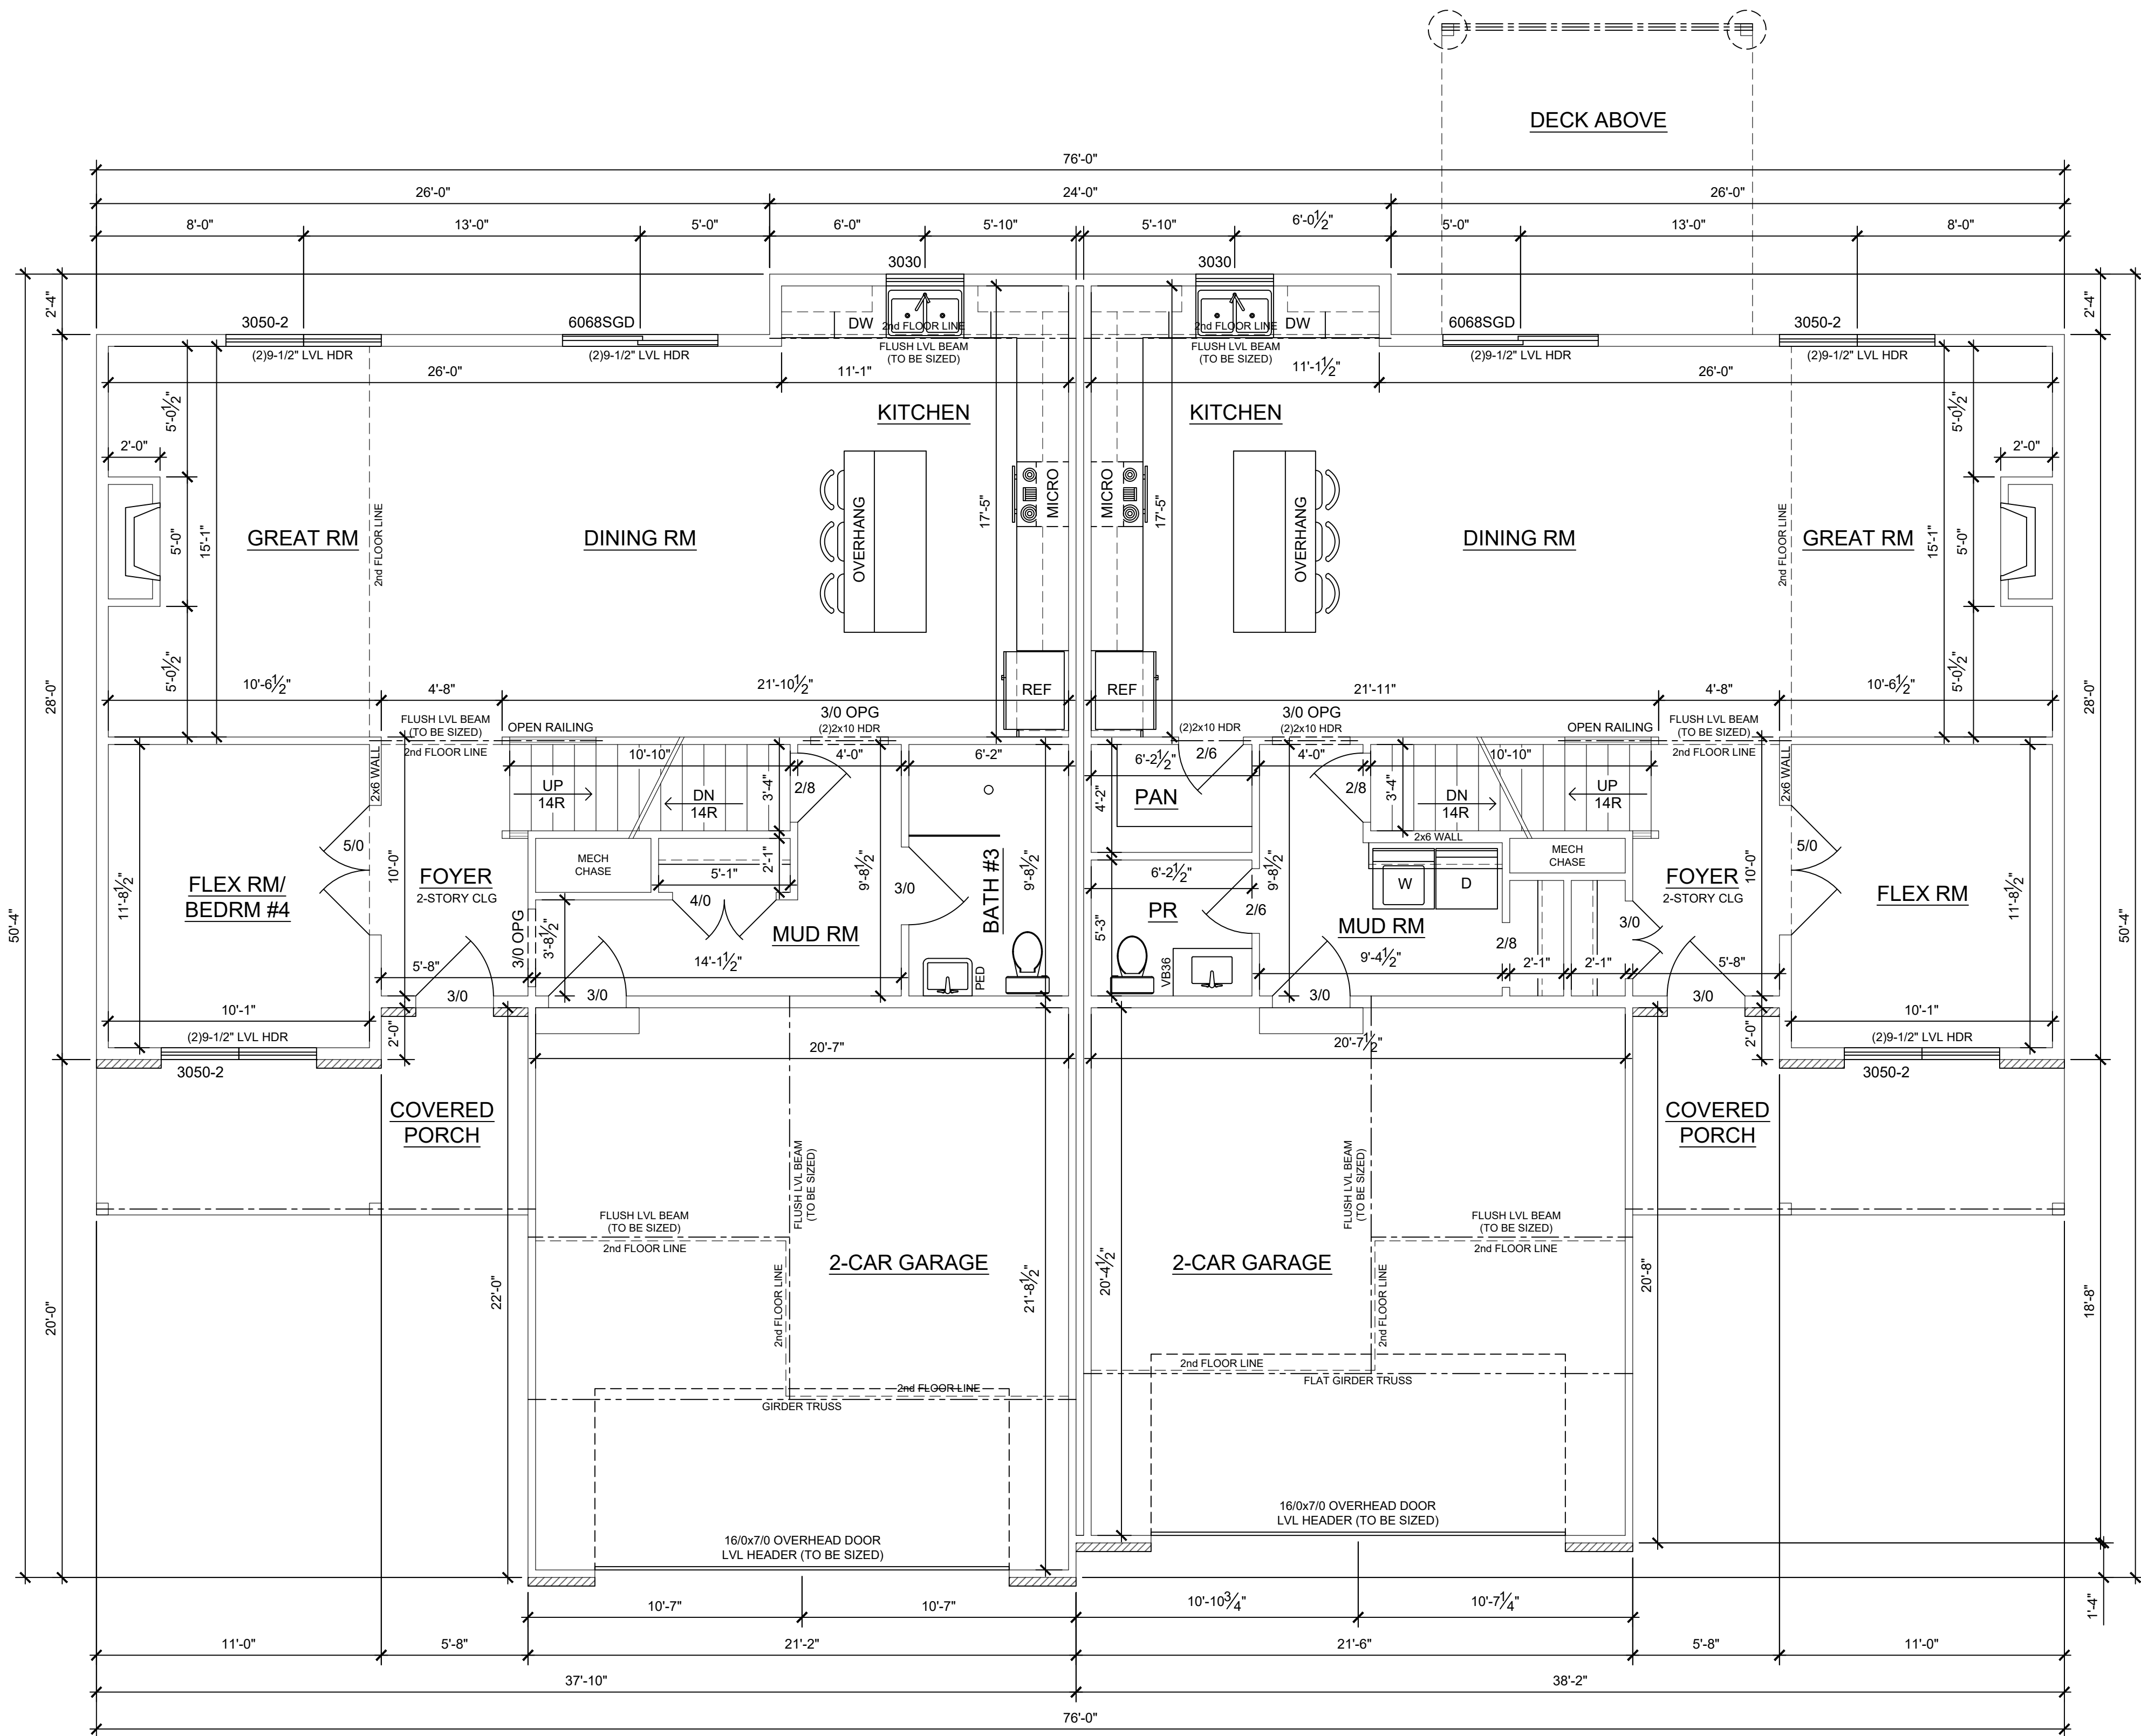 DECK ABOVE
76'-0"
26'-0" 24'-0" 26'-0"
8'-0" 13'-0" 5'-0" 6'-0" 5'-10" 5'-10" 6'-0½" 5'-0" 13'-0" 8'-0"
3030 3030
2'-4" 2'-4"
3050-2 6068SGD DW 2nd FLOOR LINE 2nd FLOOR LINE DW 6068SGD 3050-2
(2)9-1/2" LVL HDR (2)9-1/2" LVL HDR FLUSH LVL BEAM FLUSH LVL BEAM (2)9-1/2" LVL HDR (2)9-1/2" LVL HDR
(TO BE SIZED) (TO BE SIZED)
26'-0" 11'-1" 11'-1½" 26'-0"
5'-0½" KITCHEN KITCHEN 5'-0½"
2'-0" 2'-0"
MICRO MICRO
17'-5" 17'-5"
OVERHANG OVERHANG
5'-0" 15'-1" GREAT RM 2nd FLOOR LINE DINING RM DINING RM 2nd FLOOR LINE GREAT RM 15'-1" 5'-0"
28'-0" 5'-0½" REF REF 5'-0½" 28'-0"
10'-6½" 4'-8" 21'-10½" 21'-11" 4'-8" 10'-6½"
3/0 OPG 3/0 OPG
FLUSH LVL BEAM OPEN RAILING (2)2x10 HDR (2)2x10 HDR (2)2x10 HDR OPEN RAILING FLUSH LVL BEAM
(TO BE SIZED) (TO BE SIZED)
2nd FLOOR LINE 2nd FLOOR LINE
2x6 WALL 10'-10" 4'-0" 6'-2" 6'-2½" 2/6 4'-0" 10'-10" 2x6 WALL
UP DN 3'-4" 2/8 4'-2" PAN 2/8 3'-4" DN UP
14R 14R 14R 14R
2x6 WALL
5/0 MECH 2'-1" MECH 5/0
CHASE CHASE
10'-0" 5'-1" 9'-8½" 9'-8½" 6'-2½" 9'-8½" 10'-0"
11'-8½" FLEX RM/ FOYER W D FOYER FLEX RM 11'-8½"
BEDRM #4 2-STORY CLG 4/0 3/0 BATH #3 PR 2/6 2-STORY CLG
50'-4" 3/0 OPG 3'-8½" MUD RM 5'-3" MUD RM 2/8 3/0 50'-4"
5'-8" 14'-1½" PED VB36 9'-4½" 2'-1" 2'-1" 5'-8"
3/0 3/0 3/0 3/0
10'-1" 10'-1"
(2)9-1/2" LVL HDR 2'-0" 20'-7" 20'-7½" 2'-0" (2)9-1/2" LVL HDR
3050-2 3050-2
COVERED COVERED
PORCH PORCH
FLUSH LVL BEAM
(TO BE SIZED)
FLUSH LVL BEAM
(TO BE SIZED)
FLUSH LVL BEAM FLUSH LVL BEAM
(TO BE SIZED) (TO BE SIZED)
2nd FLOOR LINE 2nd FLOOR LINE
2-CAR GARAGE 2-CAR GARAGE
20'-0" 22'-0" 2nd FLOOR LINE 21'-8½" 20'-4½" 2nd FLOOR LINE 20'-8" 18'-8"
2nd FLOOR LINE
2nd FLOOR LINE FLAT GIRDER TRUSS
GIRDER TRUSS
16/0x7/0 OVERHEAD DOOR
LVL HEADER (TO BE SIZED)
16/0x7/0 OVERHEAD DOOR
LVL HEADER (TO BE SIZED)
10'-7" 10'-7" 10'-10¾" 10'-7¼" 1'-4"
11'-0" 5'-8" 21'-2" 21'-6" 5'-8" 11'-0"
37'-10" 38'-2"
76'-0"